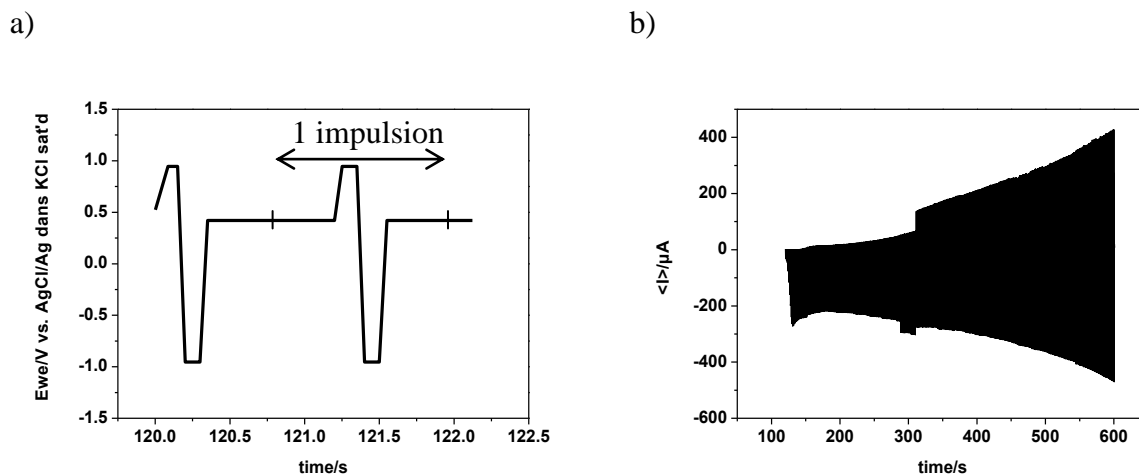 a)
b)
1 impulsion
Ewe/V vs. AgCl/Ag dans KCl sat'd
1.5
1.0
0.5
0.0
-0.5
-1.0
-1.5
120.0 120.5 121.0 121.5 122.0 122.5
time/s
<I>/µA
400
200
0
-200
-400
-600
100 200 300 400 500 600
time/s